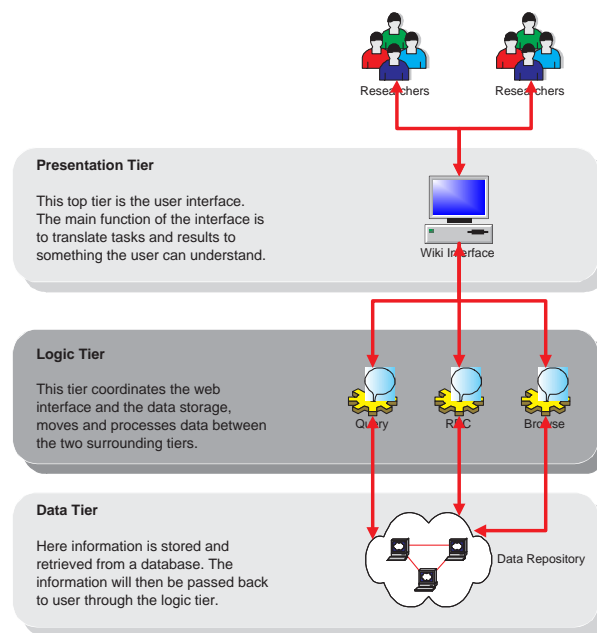 Researchers
Researchers
Presentation Tier
This top tier is the user interface.
The main function of the interface is
to translate tasks and results to
something the user can understand.
Wiki Interface
Logic Tier
This tier coordinates the web
interface and the data storage,
moves and processes data between
the two surrounding tiers.
Query
Browse
Data Tier
Here information is stored and
retrieved from a database. The
information will then be passed back
to user through the logic tier.
Data Repository